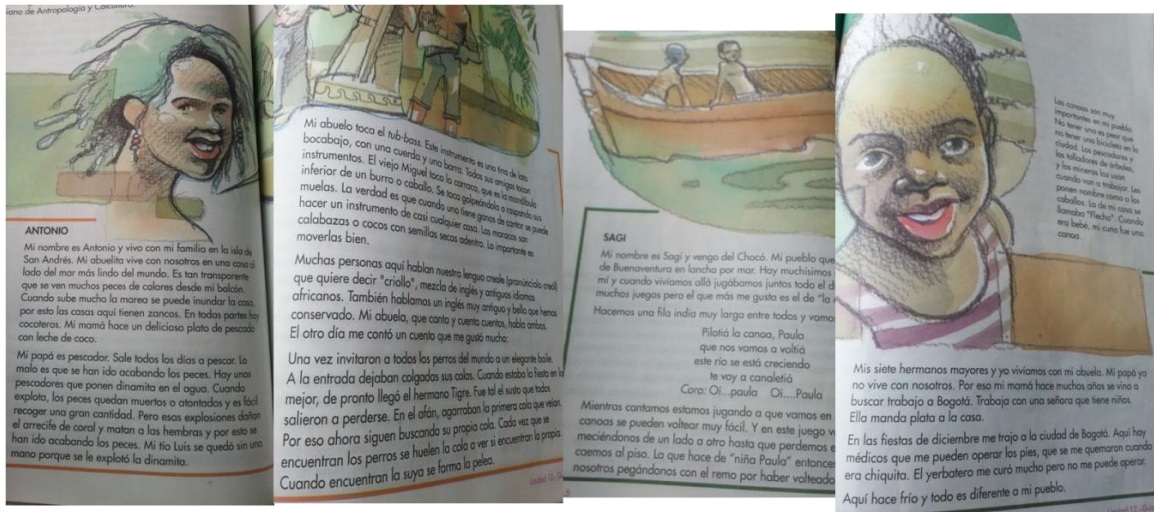 iano de Antropología y
ANTONIO
Mi nombre es Antonio y vivo con mi familia en la isla de
San Andrés. Mi abuelita vive con nosotros en una casa al
lado del mar más lindo del mundo. Es tan transparente
que se ven muchos peces de colores desde mi balcón.
Cuando sube mucho la marea se puede inundar la casa,
por esto las casas aquí tienen zancos. En todas partes hay
cocoteros. Mi mamá hace un delicioso plato de pescado
con leche de coco.
Mi papá es pescador. Sale todos los días a pescar. Lo
malo es que se han ido acabando los peces. Hay unos
pescadores que ponen dinamita en el agua. Cuando
explota, los peces quedan muertos o atontados y es fácil
recoger una gran cantidad. Pero esas explosiones dañan
el arrecife de coral y matan a las hembras y por esto se
han ido acabando los peces. Mi tío Luis se quedó sin una
mano porque se le explotó la dinamita.
Mi abuelo toca el tub-bass. Este instrumento es una tina de lata
bocabajo, con una cuerda y una barra. Todos sus amigos tocan
instrumentos. El viejo Miguel toca la carraca, que es la mandíbula
inferior de un burro o caballo. Se toca golpeándola o raspando sus
muelas. La verdad es que cuando uno tiene ganas de cantar se puede
hacer un instrumento de casi cualquier cosa. Las maracas son
calabazas o cocos con semillas secas adentro. Lo importante es
moverlas bien.
Muchas personas aquí hablan nuestra lengua creole (pronúnciala crioll),
que quiere decir "criollo", mezcla de inglés y antiguos idiomas
africanos. También hablamos un inglés muy antiguo y bello que hemos
conservado. Mi abuela, que canta y cuenta cuentos, habla ambos.
El otro día me contó un cuento que me gustó mucho:
Una vez invitaron a todos los perros del mundo a un elegante baile.
A la entrada dejaban colgadas sus colas. Cuando estaba la fiesta en lo
mejor, de pronto llegó el hermano Tigre. Fue tal el susto que todos
salieron a perderse. En el afán, agarraban la primera cola que veían.
Por eso ahora siguen buscando su propia cola. Cada vez que se
encuentran los perros se huelen la cola a ver si encuentran la propia.
Cuando encuentran la suya se forma la pelea.
Unidad 12
SAGI
Mi nombre es Sagi y vengo del Chocó. Mi pueblo que
de Buenaventura en lancha por mar. Hay muchísimos
mí y cuando vivíamos allá jugábamos juntos todo el d
muchos juegos pero el que más me gusta es el de "la
Hacemos una fila india muy larga entre todos y vamo
Pilotiá la canoa, Paula
que nos vamos a voltiá
este río se está creciendo
te voy a canaletiá
Coro: Oí...paula Oí....Paula
Mientras cantamos estamos jugando a que vamos en
canoas se pueden voltear muy fácil. Y en este juego v
meciéndonos de un lado a otro hasta que perdemos e
caemos al piso. La que hace de "niña Paula" entonce
nosotros pegándonos con el remo por haber volteado
Las canoas son muy
importantes en mi pueblo.
No tener una es peor que
no tener una bicicleta en la
ciudad. Los pescadores y
los talladores de árboles,
y los mineros las usan
cuando van a trabajar. Les
ponen nombre como a los
caballos. La de mi casa se
llamaba "Flecha". Cuando
era bebé, mi cuna fue una
canoa.
Mis siete hermanos mayores y yo vivíamos con mi abuela. Mi papá ya
no vive con nosotros. Por eso mi mamá hace muchos años se vino a
buscar trabajo a Bogotá. Trabaja con una señora que tiene niños.
Ella manda plata a la casa.
En las fiestas de diciembre me trajo a la ciudad de Bogotá. Aquí hay
médicos que me pueden operar los pies, que se me quemaron cuando
era chiquita. El yerbatero me curó mucho pero no me puede operar.
Aquí hace frío y todo es diferente a mi pueblo.